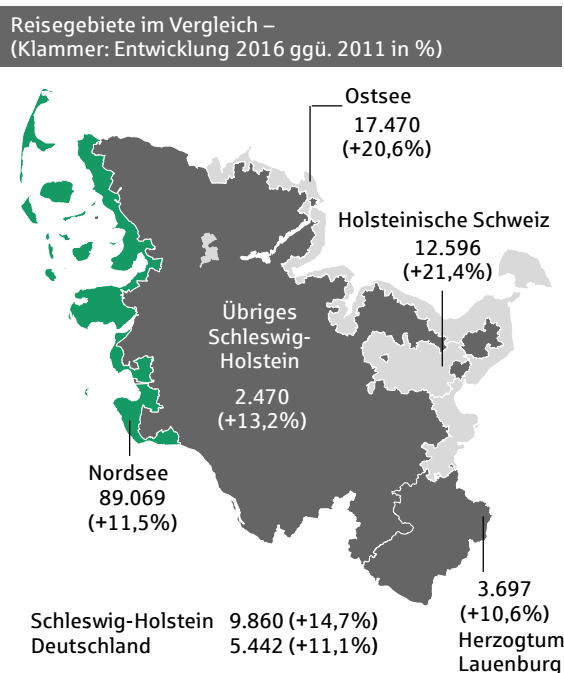 Reisegebiete im Vergleich –
(Klammer: Entwicklung 2016 ggü. 2011 in %)
Ostsee
17.470
(+20,6%)
Holsteinische Schweiz
12.596
(+21,4%)
Übriges
Schleswig-
Holstein
2.470
(+13,2%)
Nordsee
89.069
(+11,5%)
3.697
(+10,6%)
Herzogtum
Lauenburg
Schleswig-Holstein 9.860 (+14,7%)
Deutschland 5.442 (+11,1%)